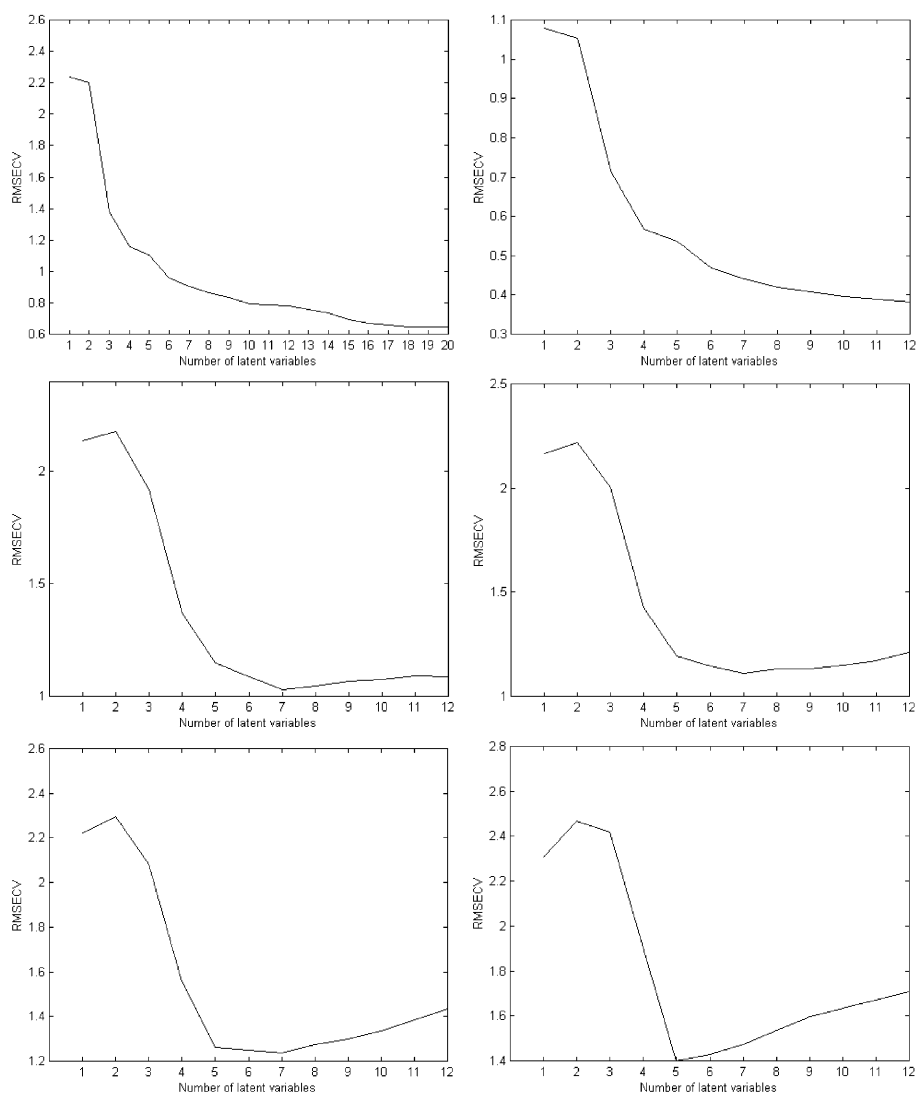 2.6
2.4
2.2
2
1.8
1.6
1.4
1.2
1
0.8
0.6
RMSECV
1 2 3 4 5 6 7 8 9 10 11 12 13 14 15 16 17 18 19 20
Number of latent variables
1.1
1
0.9
0.8
0.7
0.6
0.5
0.4
0.3
RMSECV
1 2 3 4 5 6 7 8 9 10 11 12
Number of latent variables
2
1.5
1
RMSECV
1 2 3 4 5 6 7 8 9 10 11 12
Number of latent variables
2.5
2
1.5
1
RMSECV
1 2 3 4 5 6 7 8 9 10 11 12
Number of latent variables
2.6
2.4
2.2
2
1.8
1.6
1.4
1.2
RMSECV
1 2 3 4 5 6 7 8 9 10 11 12
Number of latent variables
2.8
2.6
2.4
2.2
2
1.8
1.6
1.4
RMSECV
1 2 3 4 5 6 7 8 9 10 11 12
Number of latent variables